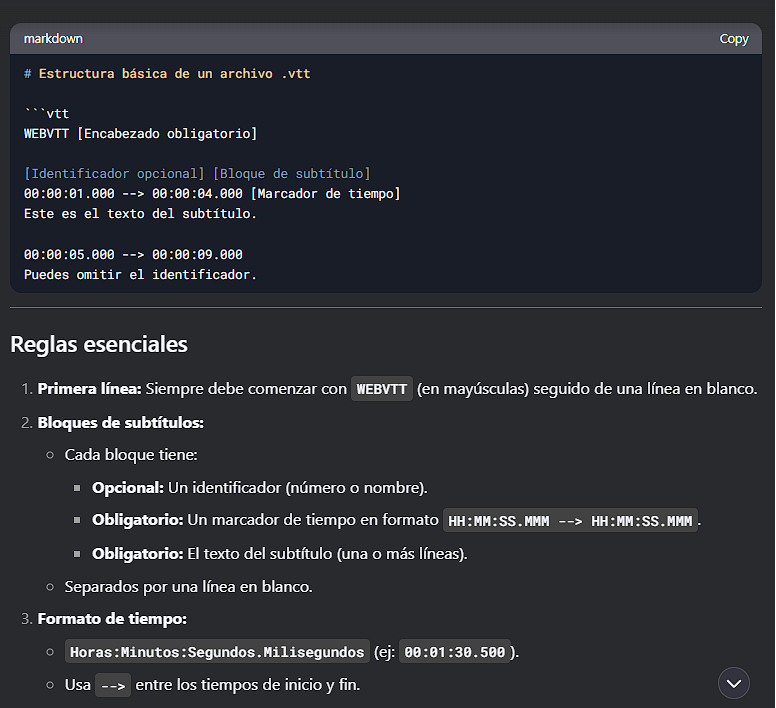 markdown
Copy
# Estructura básica de un archivo .vtt
```vtt
WEBVTT [Encabezado obligatorio]
[Identificador opcional] [Bloque de subtítulo]
00:00:01.000 --> 00:00:04.000 [Marcador de tiempo]
Este es el texto del subtítulo.
00:00:05.000 --> 00:00:09.000
Puedes omitir el identificador.
Reglas esenciales
1. Primera línea: Siempre debe comenzar con WEBVTT (en mayúsculas) seguido de una línea en blanco.
2. Bloques de subtítulos:
Cada bloque tiene:
Opcional: Un identificador (número o nombre).
Obligatorio: Un marcador de tiempo en formato HH:MM:SS.MMM --> HH:MM:SS.MMM.
Obligatorio: El texto del subtítulo (una o más líneas).
Separados por una línea en blanco.
3. Formato de tiempo:
Horas:Minutos:Segundos.Milisegundos (ej: 00:01:30.500).
Usa --> entre los tiempos de inicio y fin.